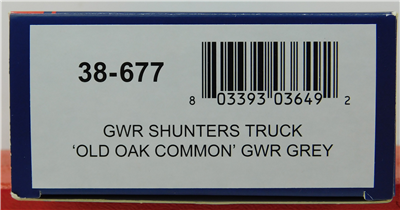 38-677
8 03393 03649 2
GWR SHUNTERS TRUCK
‘OLD OAK COMMON’ GWR GREY